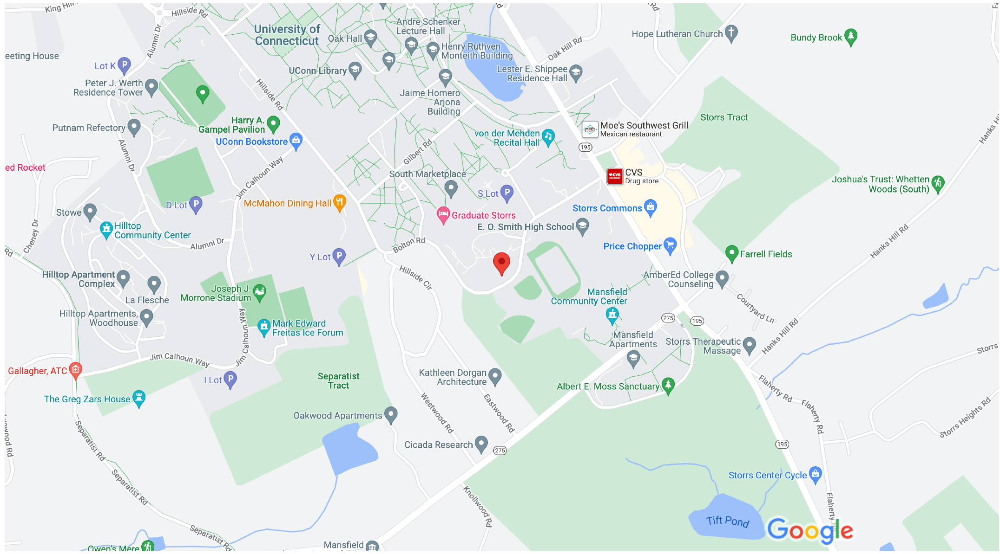 King Hill
Hillside Rd
University of
Connecticut
Andre Schenker
Lecture Hall
Oak Hall
Hope Lutheran Church
Bundy Brook
Henry Ruthven
Monteith Building
Oak Hill Rd
Alumni Dr
eeting House
Lot K
UConn Library
Lester E. Shippee
Residence Hall
Peter J. Werth
Residence Tower
Hillside Rd
Jaime Homero
Arjona
Building
Storrs Tract
Putnam Refectory
Harry A.
Gampel Pavilion
UConn Bookstore
von der Mehden
Recital Hall
MOE'S
Moe's Southwest Grill
Mexican restaurant
195
Hanks Hi
Alumni Dr
Gilbert Rd
ed Rocket
Jim Calhoun Way
South Marketplace
CVS
pharmacy
CVS
Drug store
Joshua's Trust: Whetten
Woods (South)
S Lot
P
D Lot
P
McMahon Dining Hall
Storrs Commons
Stowe
Graduate Storrs
E. O. Smith High School
Hilltop
Community Center
Cheney Dr
Alumni Dr
Bolton Rd
Price Chopper
Hanks Hill Rd
Rd
Y Lot
P
Farrell Fields
Hillside Cir
Hilltop Apartment
Complex
AmberEd College
Counseling
La Flesche
Joseph J.
Morrone Stadium
Mansfield
Community Center
Courtyard Ln
Hilltop Apartments,
Woodhouse
275
195
Mark Edward
Freitas Ice Forum
Jim Calhoun Way
Mansfield
Apartments
Storrs Therapeutic
Massage
Hanks Hill Rd
Storrs
Jim Calhoun Way
Gallagher, ATC
I Lot
P
Separatist
Tract
Kathleen Dorgan
Architecture
Albert E. Moss Sanctuary
Flaherty Rd
The Greg Zars House
Westwood Rd
Eastwood Rd
Flaherty Rd
Oakwood Apartments
Storrs Heights Rd
Separatist Rd
Cicada Research
275
195
Separatist Rd
Storrs Center Cycle
Knollwood Rd
Flaherty
Tift Pond
Google
Separatist Rd
Owen's Mere
Mansfield